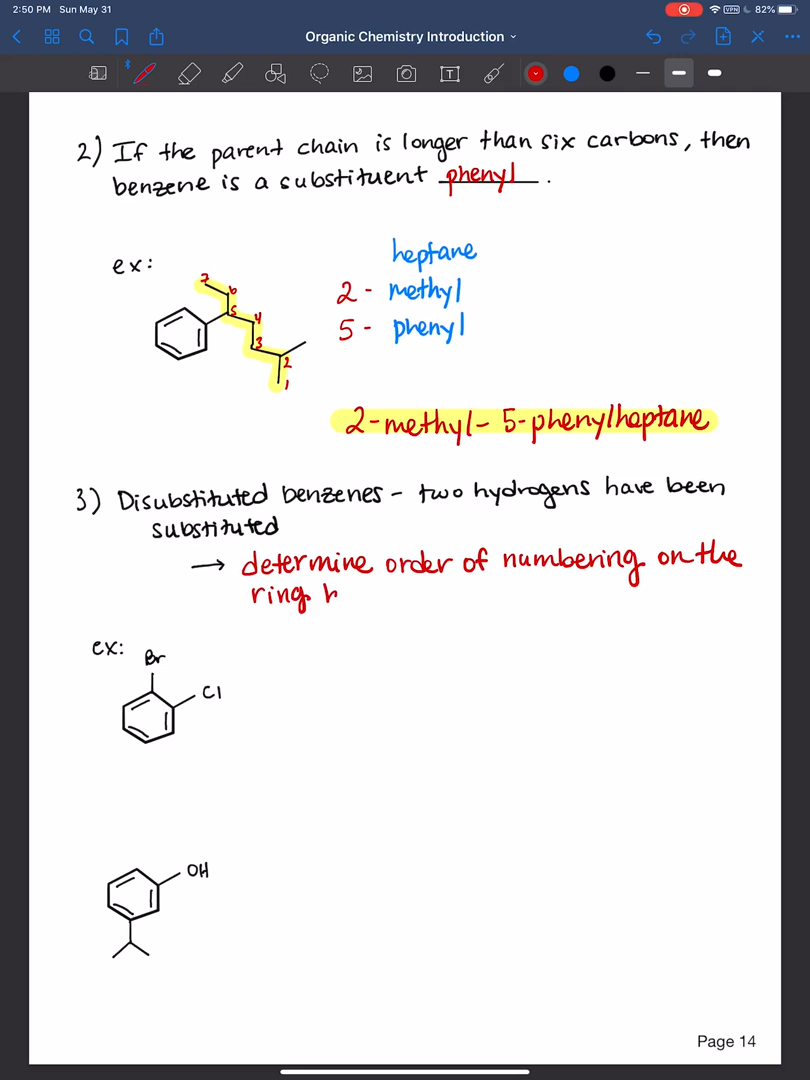 2:50 PM Sun May 31
VPN 82%
Organic Chemistry Introduction
T
2) If the parent chain is longer than six carbons, then
benzene is a substituent phenyl.
ex:
7
6
5
4
3
2
1
heptane
2- methyl
5- phenyl
2-methyl-5-phenylheptane
3) Disubstituted benzenes - two hydrogens have been
substituted
→ determine order of numbering on the
ring
ex:
Br
Cl
OH
Page 14